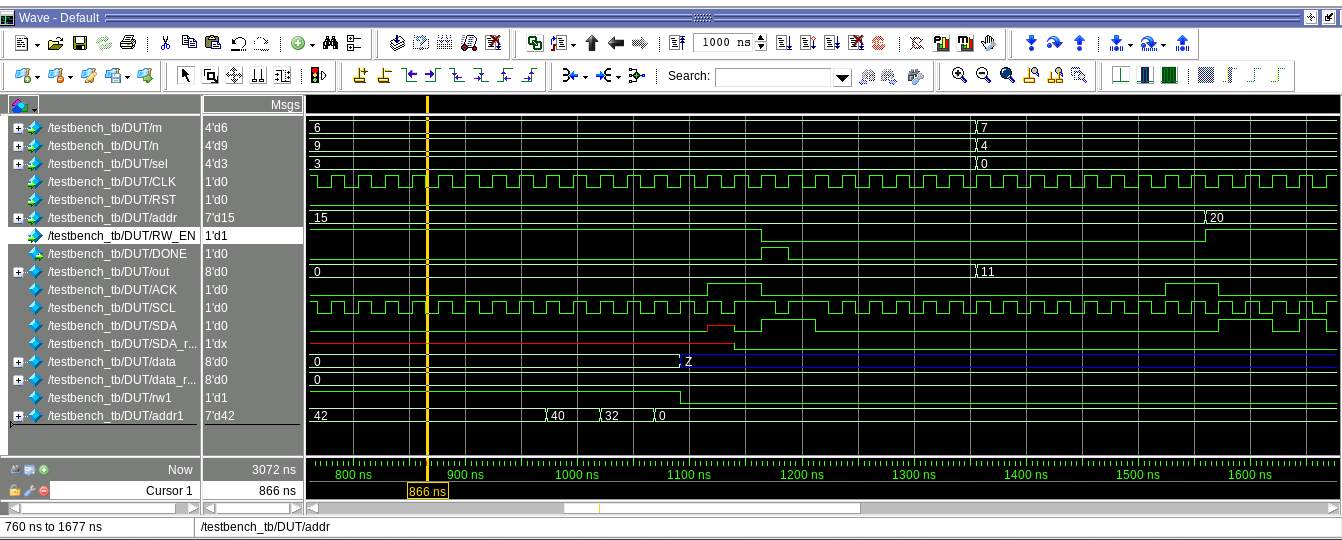 Wave - Default
1000 ns
Search:
Msgs
/testbench_tb/DUT/m 4'd6 6 7
/testbench_tb/DUT/n 4'd9 9 4
/testbench_tb/DUT/sel 4'd3 3 0
/testbench_tb/DUT/CLK 1'd0
/testbench_tb/DUT/RST 1'd0
/testbench_tb/DUT/addr 7'd15 15 20
/testbench_tb/DUT/RW_EN 1'd1
/testbench_tb/DUT/DONE 1'd0
/testbench_tb/DUT/out 8'd0 0 11
/testbench_tb/DUT/ACK 1'd0
/testbench_tb/DUT/SCL 1'd0
/testbench_tb/DUT/SDA 1'd0
/testbench_tb/DUT/SDA_r... 1'dx
/testbench_tb/DUT/data 8'd0 0 Z
/testbench_tb/DUT/data_r... 8'd0 0
/testbench_tb/DUT/rw1 1'd1
/testbench_tb/DUT/addr1 7'd42 42 40 32 0
Now 3072 ns 800 ns 900 ns 1000 ns 1100 ns 1200 ns 1300 ns 1400 ns 1500 ns 1600 ns
Cursor 1 866 ns 866 ns
760 ns to 1677 ns /testbench_tb/DUT/addr